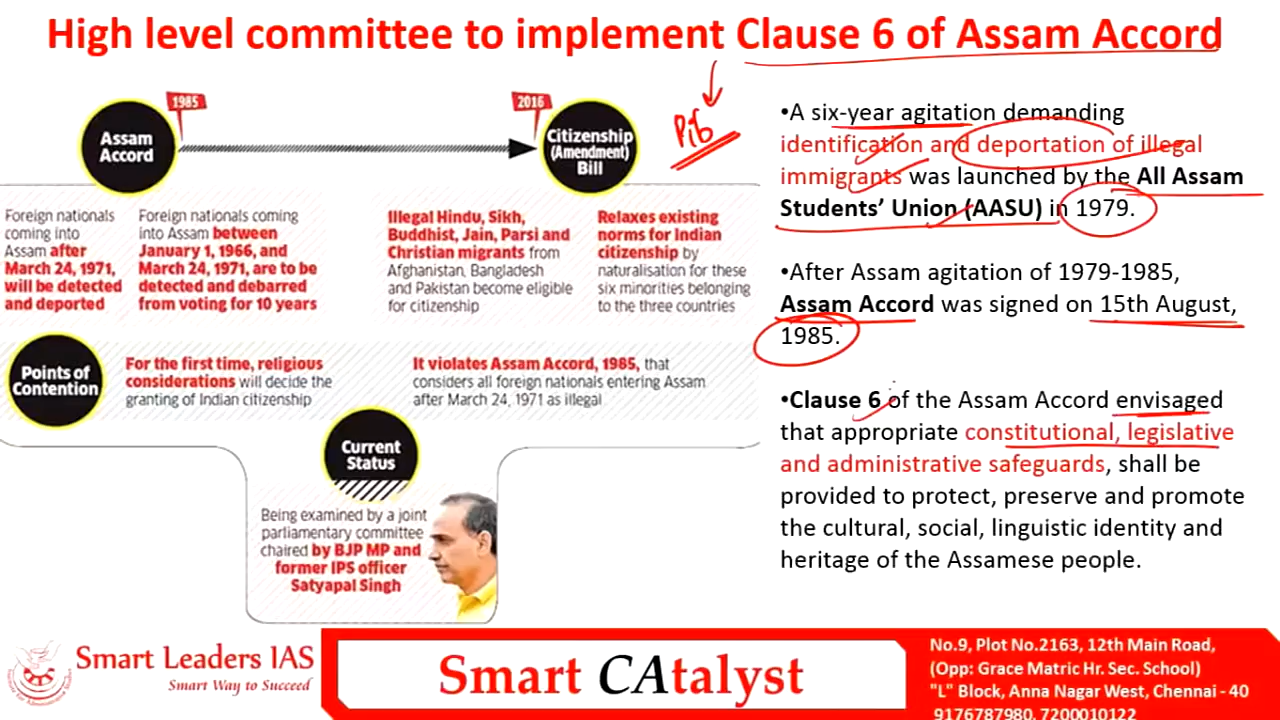 High level committee to implement Clause 6 of Assam Accord
Pib
1985
2016
Assam
Accord
Citizenship
(Amendment)
Bill
Foreign nationals
coming into
Assam after
March 24, 1971,
will be detected
and deported
Foreign nationals coming
into Assam between
January 1, 1966, and
March 24, 1971, are to be
detected and debarred
from voting for 10 years
Illegal Hindu, Sikh,
Buddhist, Jain, Parsi and
Christian migrants from
Afghanistan, Bangladesh
and Pakistan become eligible
for citizenship
Relaxes existing
norms for Indian
citizenship by
naturalisation for these
six minorities belonging
to the three countries
Points of
Contention
For the first time, religious
considerations will decide the
granting of Indian citizenship
It violates Assam Accord, 1985, that
considers all foreign nationals entering Assam
after March 24, 1971 as illegal
Current
Status
Being examined by a joint
parliamentary committee
chaired by BJP MP and
former IPS officer
Satyapal Singh
•A six-year agitation demanding
identification and deportation of illegal
immigrants was launched by the All Assam
Students’ Union (AASU) in 1979.
•After Assam agitation of 1979-1985,
Assam Accord was signed on 15th August,
1985.
•Clause 6 of the Assam Accord envisaged
that appropriate constitutional, legislative
and administrative safeguards, shall be
provided to protect, preserve and promote
the cultural, social, linguistic identity and
heritage of the Assamese people.
Smart Leaders IAS
Smart Way to Succeed
Smart CAtalyst
No.9, Plot No.2163, 12th Main Road,
(Opp: Grace Matric Hr. Sec. School)
"L" Block, Anna Nagar West, Chennai - 40
9176787980, 7200010122